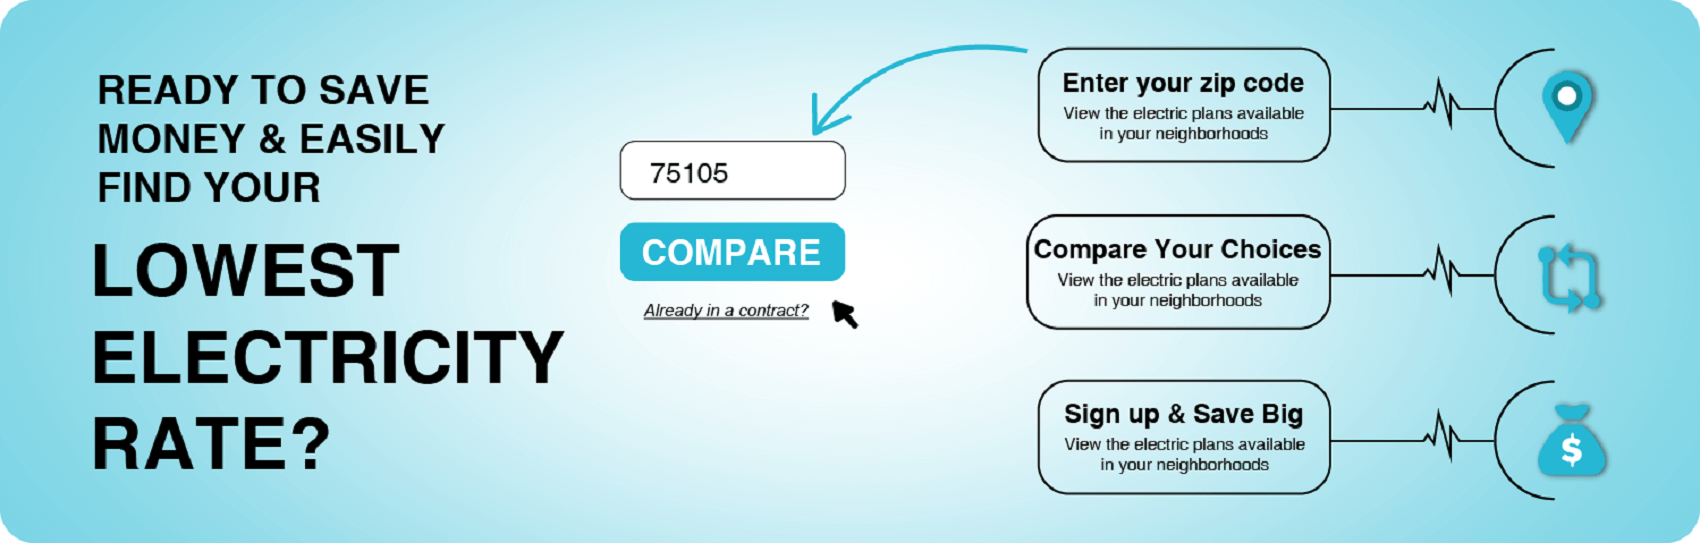 READY TO SAVE
MONEY & EASILY
FIND YOUR
LOWEST
ELECTRICITY
RATE?
75105
COMPARE
Already in a contract?
Enter your zip code
View the electric plans available
in your neighborhoods
Compare Your Choices
View the electric plans available
in your neighborhoods
Sign up & Save Big
View the electric plans available
in your neighborhoods
$